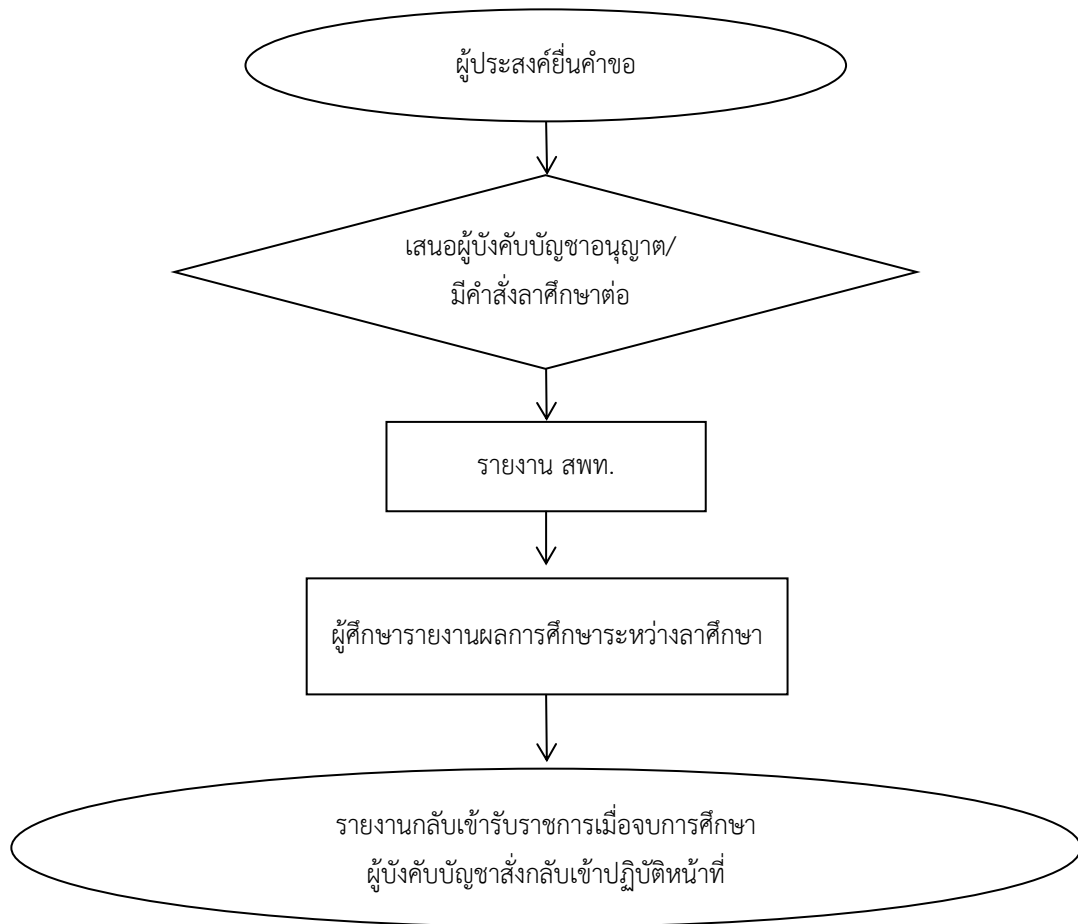 ผู้ประสงค์ยื่นคำขอ
เสนอผู้บังคับบัญชาอนุญาต/
มีคำสั่งลาศึกษาต่อ
รายงาน สพท.
ผู้ศึกษารายงานผลการศึกษาระหว่างลาศึกษา
รายงานกลับเข้ารับราชการเมื่อจบการศึกษา
ผู้บังคับบัญชาสั่งกลับเข้าปฏิบัติหน้าที่